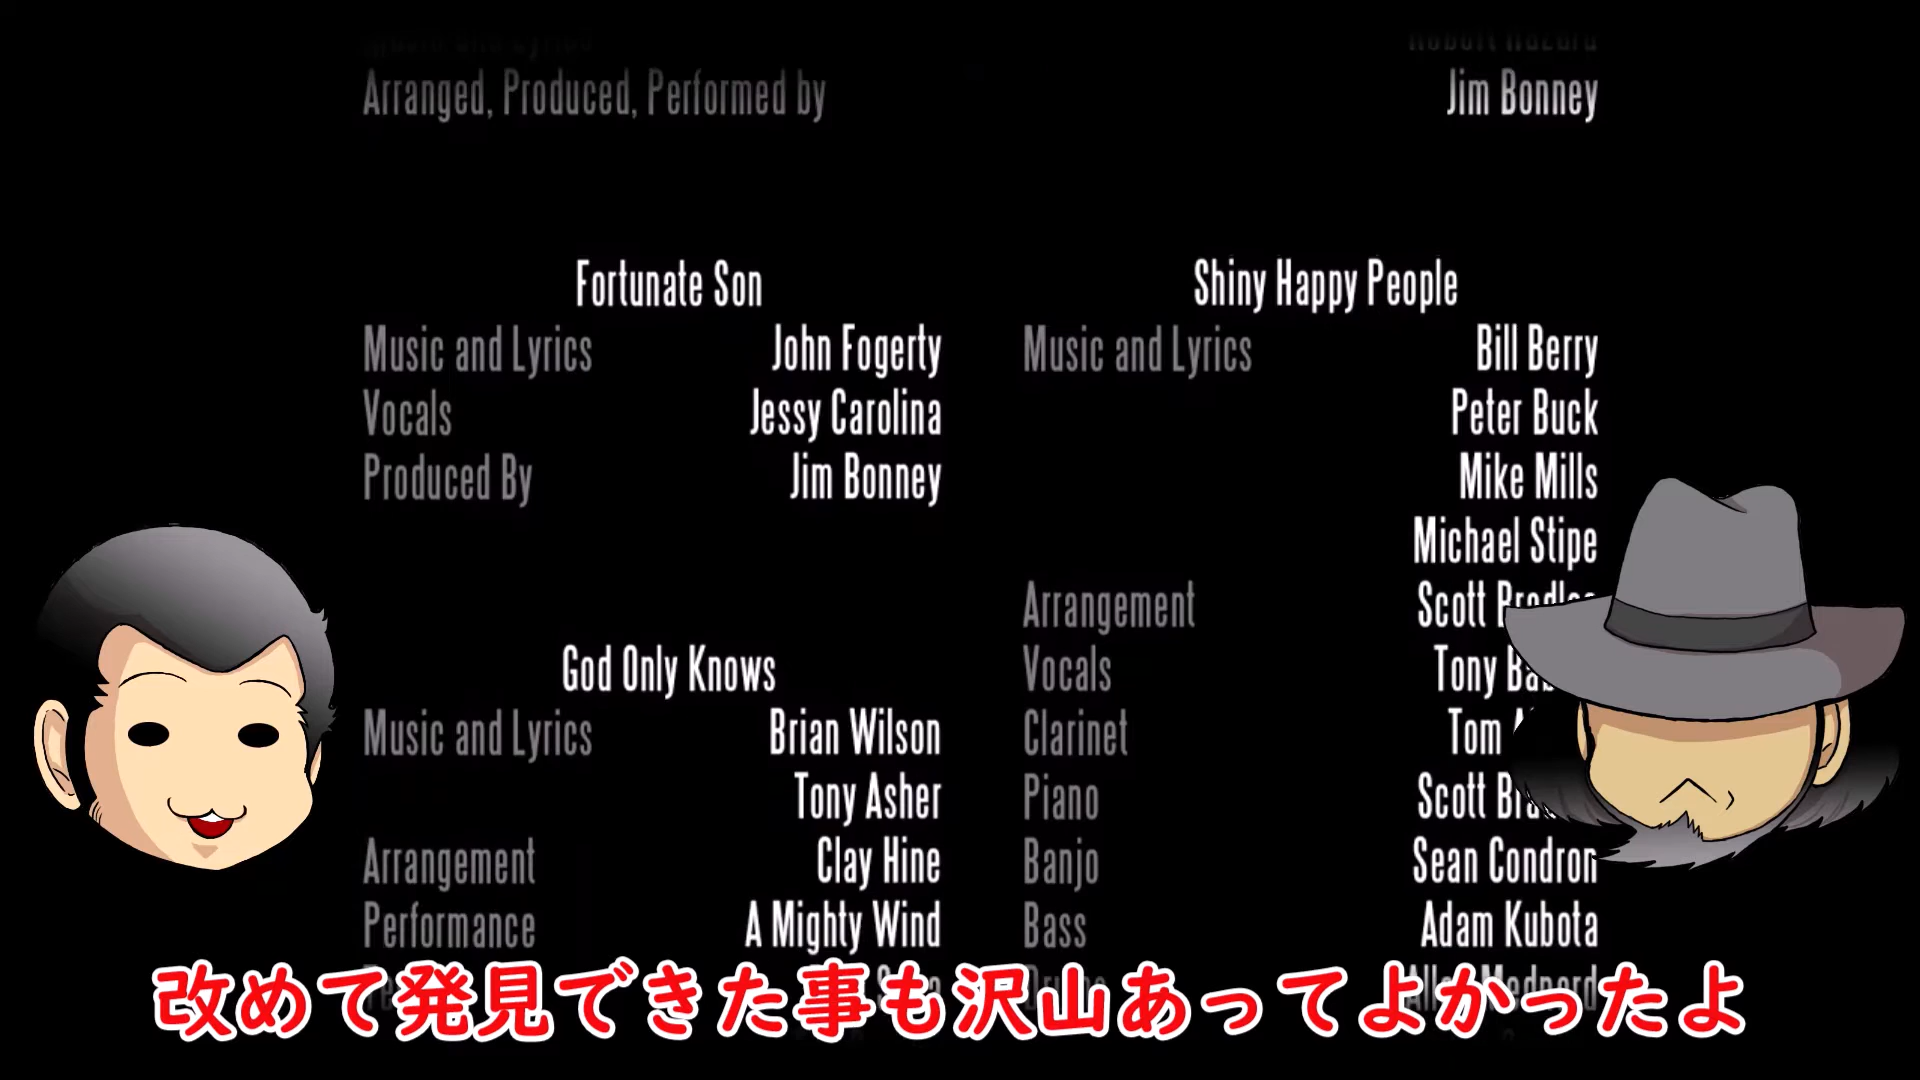 Arranged, Produced, Performed by Jim Bonney
Fortunate Son
Music and Lyrics John Fogerty
Vocals Jessy Carolina
Produced By Jim Bonney
God Only Knows
Music and Lyrics Brian Wilson
Tony Asher
Arrangement Clay Hine
Performance A Mighty Wind
Shiny Happy People
Music and Lyrics Bill Berry
Peter Buck
Mike Mills
Michael Stipe
Arrangement Scott
Vocals Tony
Clarinet Tom
Piano Scott
Banjo Sean Condron
Bass Adam Kubota
改めて発見できた事も沢山あってよかったよ